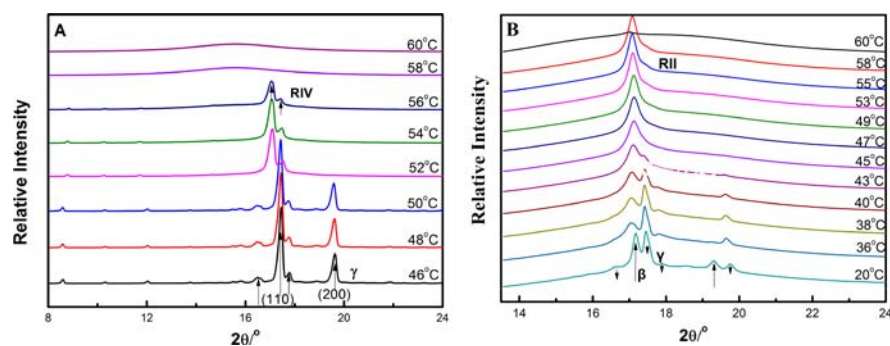 A
60°C
58°C
RIV
56°C
54°C
52°C
50°C
48°C
γ
46°C
(110)
(200)
8
12
16
20
24
2θ/°
Relative Intensity
B
60°C
58°C
RII
55°C
53°C
49°C
47°C
45°C
43°C
40°C
38°C
36°C
γ
20°C
β
14
16
18
20
22
24
2θ/°
Relative Intensity